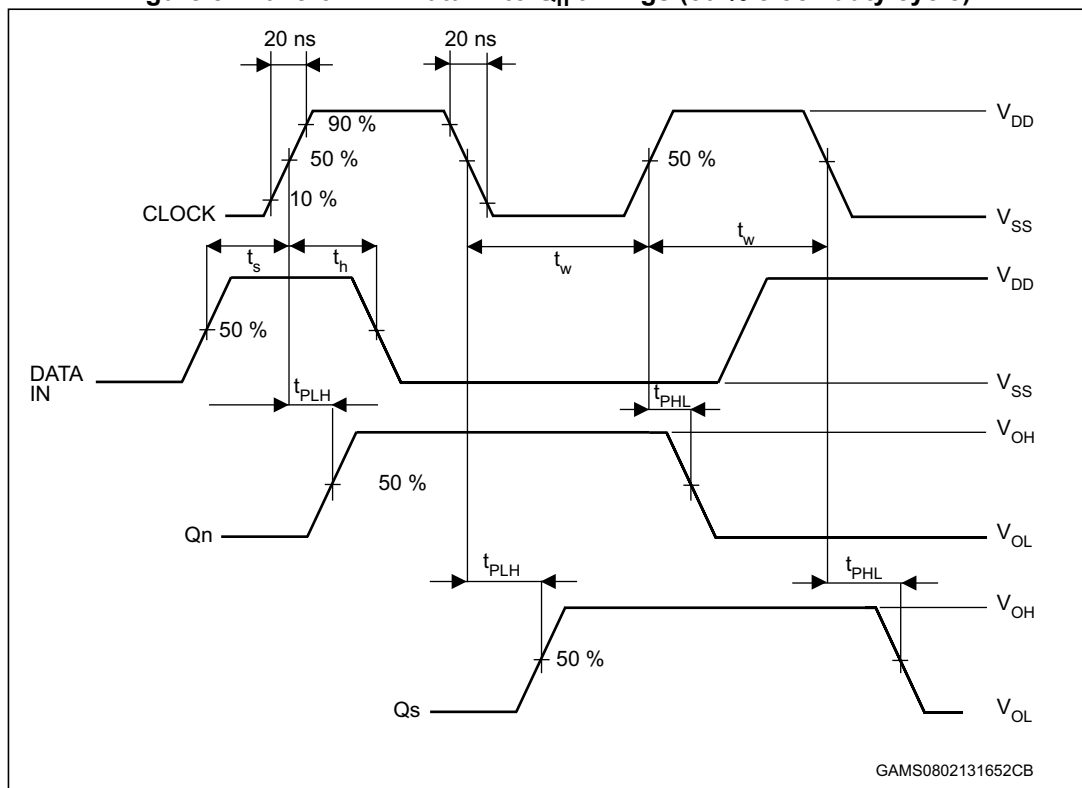 20 ns
20 ns
90 %
50 %
10 %
50 %
CLOCK
V_DD
V_SS
t_s
t_h
t_w
t_w
50 %
DATA
IN
V_DD
V_SS
t_PLH
t_PHL
50 %
Qn
V_OH
V_OL
t_PLH
t_PHL
50 %
Qs
V_OH
V_OL
GAMS0802131652CB